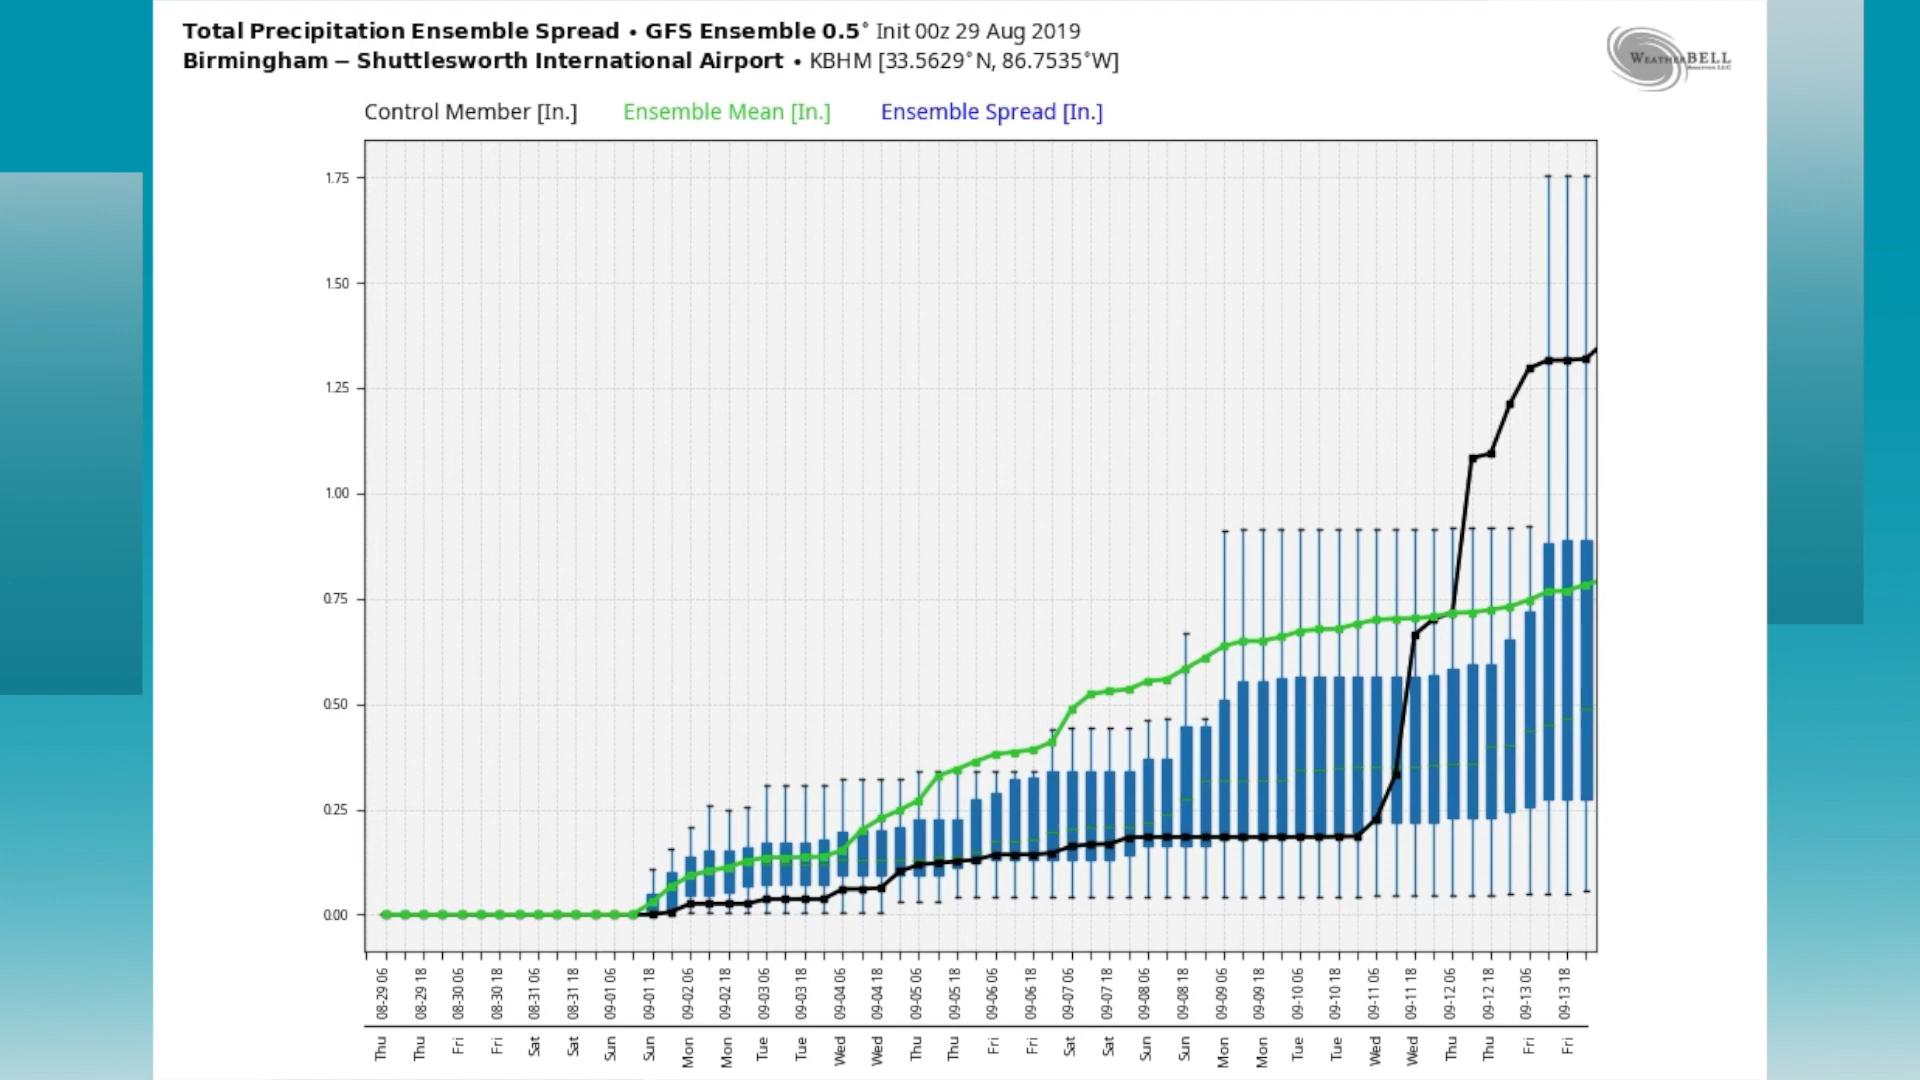 Total Precipitation Ensemble Spread • GFS Ensemble 0.5° Init 00z 29 Aug 2019
Birmingham – Shuttlesworth International Airport • KBHM [33.5629°N, 86.7535°W]
WEATHERBELL
Control Member [In.] Ensemble Mean [In.] Ensemble Spread [In.]
1.75
1.50
1.25
1.00
0.75
0.50
0.25
0.00
08-29 06 08-29 18 08-30 06 08-30 18 08-31 06 08-31 18 09-01 06 09-01 18 09-02 06 09-02 18 09-03 06 09-03 18 09-04 06 09-04 18 09-05 06 09-05 18 09-06 06 09-06 18 09-07 06 09-07 18 09-08 06 09-08 18 09-09 06 09-09 18 09-10 06 09-10 18 09-11 06 09-11 18 09-12 06 09-12 18 09-13 06 09-13 18
Thu Thu Fri Fri Sat Sat Sun Sun Mon Mon Tue Tue Wed Wed Thu Thu Fri Fri Sat Sat Sun Sun Mon Mon Tue Tue Wed Wed Thu Thu Fri Fri